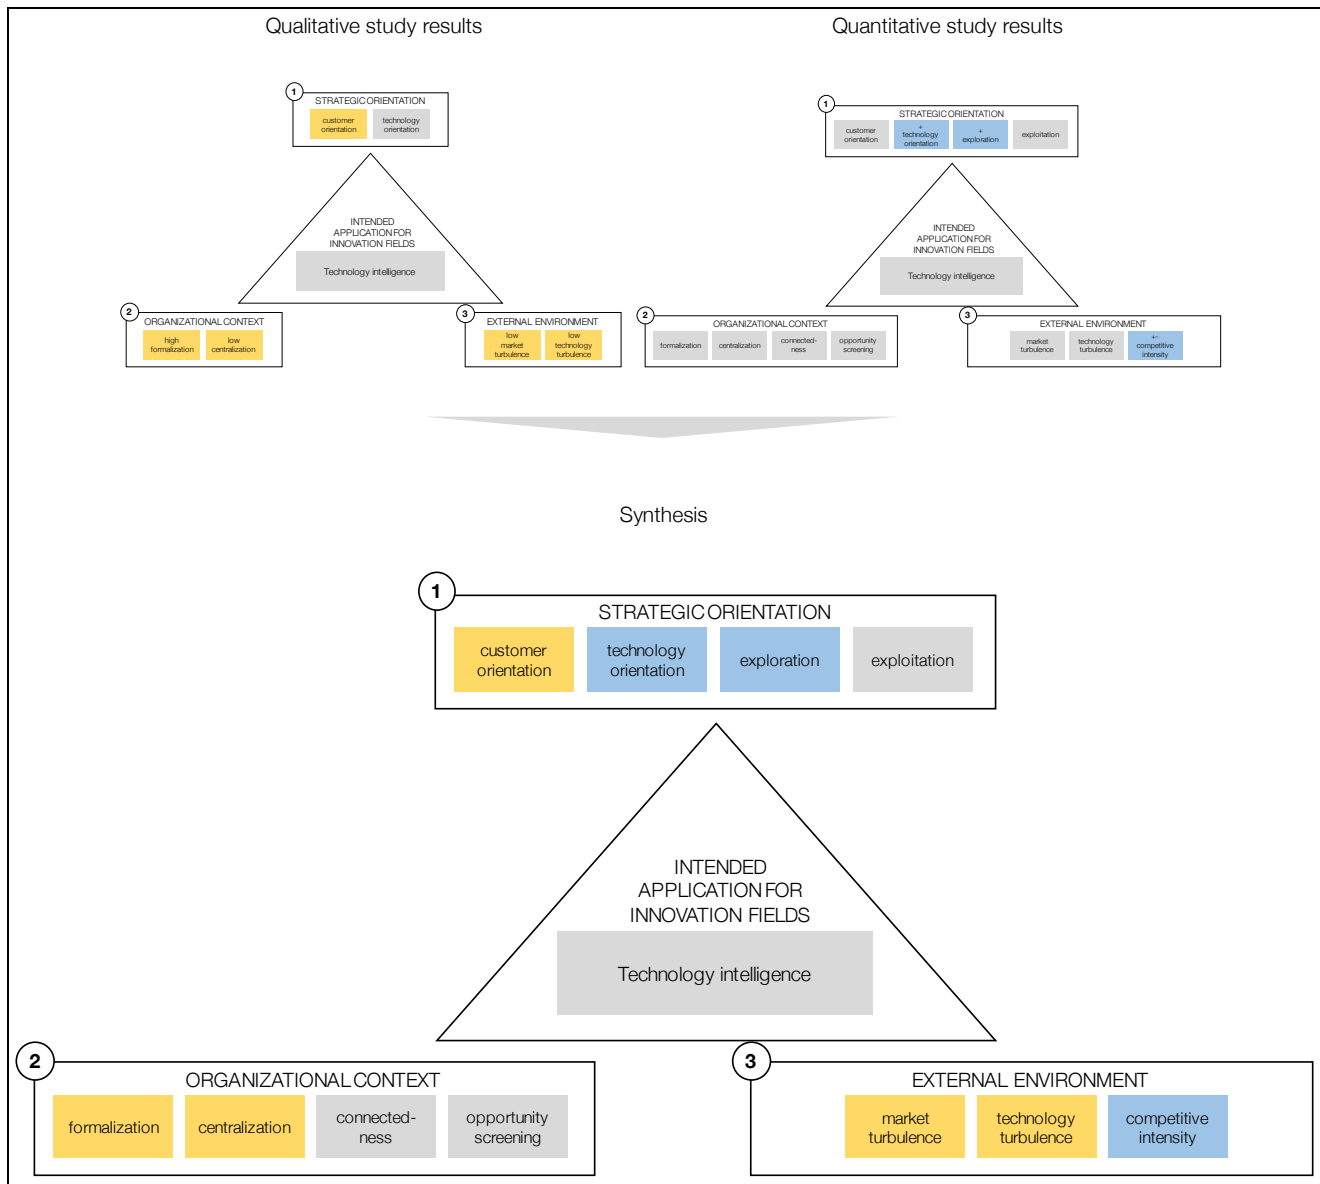 Qualitative study results
Quantitative study results
1
STRATEGIC ORIENTATION
customer
orientation
technology
orientation
INTENDED
APPLICATION FOR
INNOVATION FIELDS
Technology intelligence
2
ORGANIZATIONAL CONTEXT
high
formalization
low
centralization
3
EXTERNAL ENVIRONMENT
low
market
turbulence
low
technology
turbulence
1
STRATEGIC ORIENTATION
customer
orientation
+
technology
orientation
+
exploration
exploitation
INTENDED
APPLICATION FOR
INNOVATION FIELDS
Technology intelligence
2
ORGANIZATIONAL CONTEXT
formalization
centralization
connected-
ness
opportunity
screening
3
EXTERNAL ENVIRONMENT
market
turbulence
technology
turbulence
+-
competitive
intensity
Synthesis
1
STRATEGIC ORIENTATION
customer
orientation
technology
orientation
exploration
exploitation
INTENDED
APPLICATION FOR
INNOVATION FIELDS
Technology intelligence
2
ORGANIZATIONAL CONTEXT
formalization
centralization
connected-
ness
opportunity
screening
3
EXTERNAL ENVIRONMENT
market
turbulence
technology
turbulence
competitive
intensity